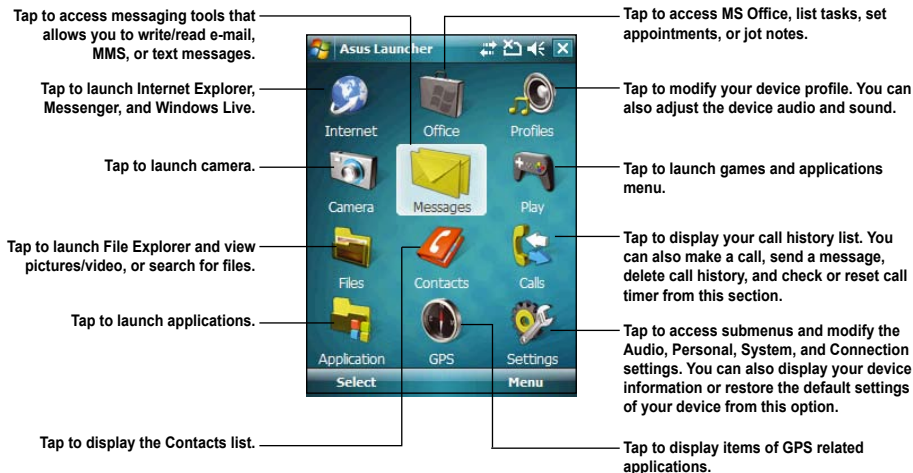 Tap to access messaging tools that
allows you to write/read e-mail,
MMS, or text messages.
Tap to launch Internet Explorer,
Messenger, and Windows Live.
Tap to launch camera.
Tap to launch File Explorer and view
pictures/video, or search for files.
Tap to launch applications.
Tap to display the Contacts list.
Asus Launcher
Internet
Office
Profiles
Camera
Messages
Play
Files
Contacts
Calls
Application
GPS
Settings
Select
Menu
Tap to access MS Office, list tasks, set
appointments, or jot notes.
Tap to modify your device profile. You can
also adjust the device audio and sound.
Tap to launch games and applications
menu.
Tap to display your call history list. You
can also make a call, send a message,
delete call history, and check or reset call
timer from this section.
Tap to access submenus and modify the
Audio, Personal, System, and Connection
settings. You can also display your device
information or restore the default settings
of your device from this option.
Tap to display items of GPS related
applications.